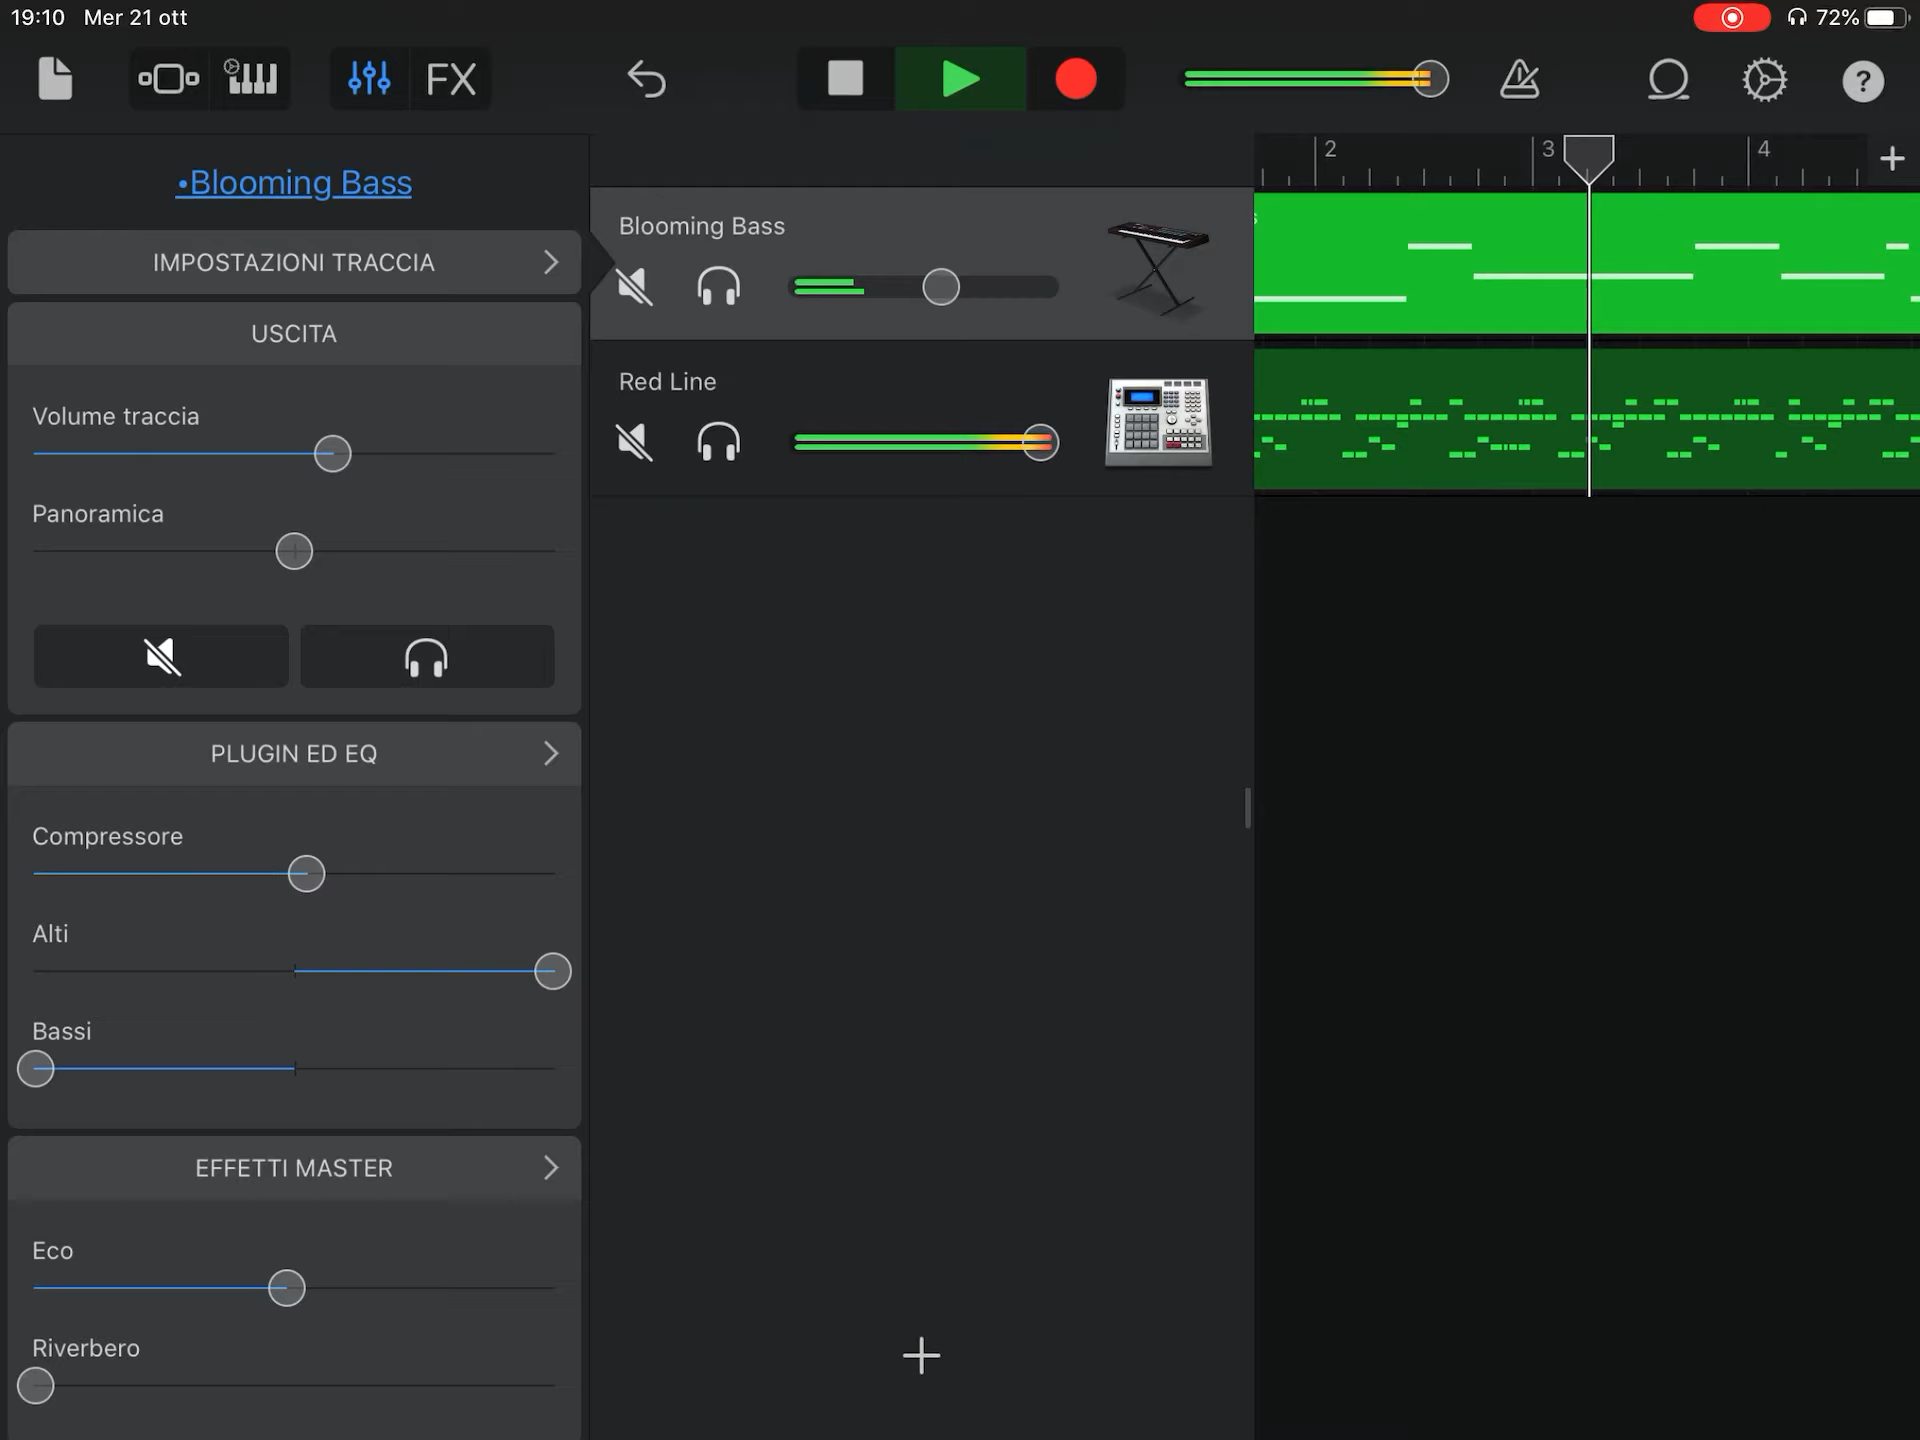 19:10 Mer 21 ott
72%
FX
?
•Blooming Bass
IMPOSTAZIONI TRACCIA
USCITA
Volume traccia
Panoramica
PLUGIN ED EQ
Compressore
Alti
Bassi
EFFETTI MASTER
Eco
Riverbero
Blooming Bass
Red Line
2 3 4
s